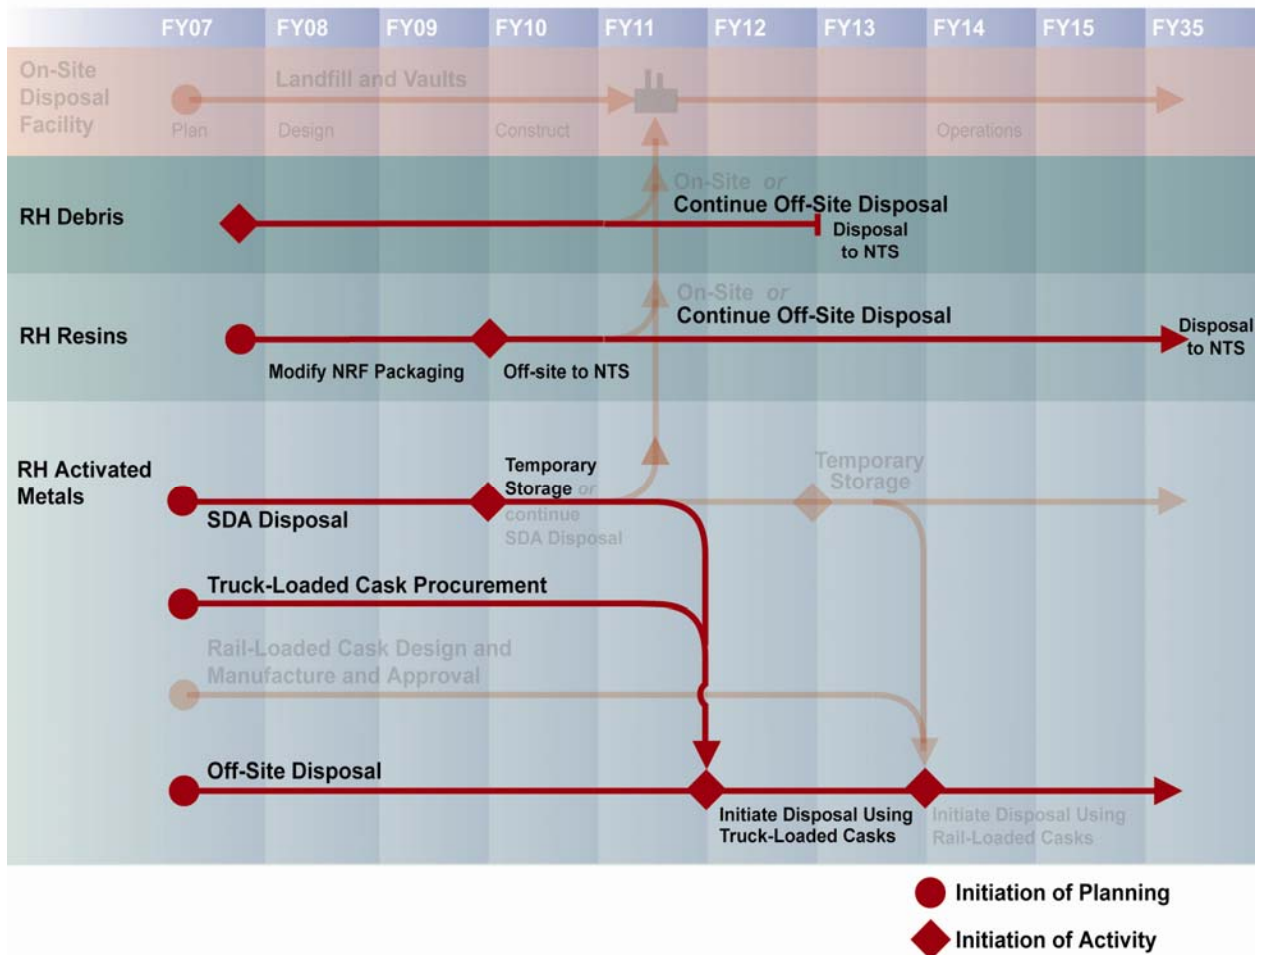 FY07 FY08 FY09 FY10 FY11 FY12 FY13 FY14 FY15 FY35
On-Site
Disposal
Facility
Landfill and Vaults
Plan Design Construct Operations
RH Debris
On-Site or
Continue Off-Site Disposal
Disposal
to NTS
RH Resins
On-Site or
Continue Off-Site Disposal
Disposal
to NTS
Modify NRF Packaging
Off-site to NTS
RH Activated
Metals
SDA Disposal
Temporary
Storage or
continue
SDA Disposal
Temporary
Storage
Truck-Loaded Cask Procurement
Rail-Loaded Cask Design and
Manufacture and Approval
Off-Site Disposal
Initiate Disposal Using
Truck-Loaded Casks
Initiate Disposal Using
Rail-Loaded Casks
Initiation of Planning
Initiation of Activity